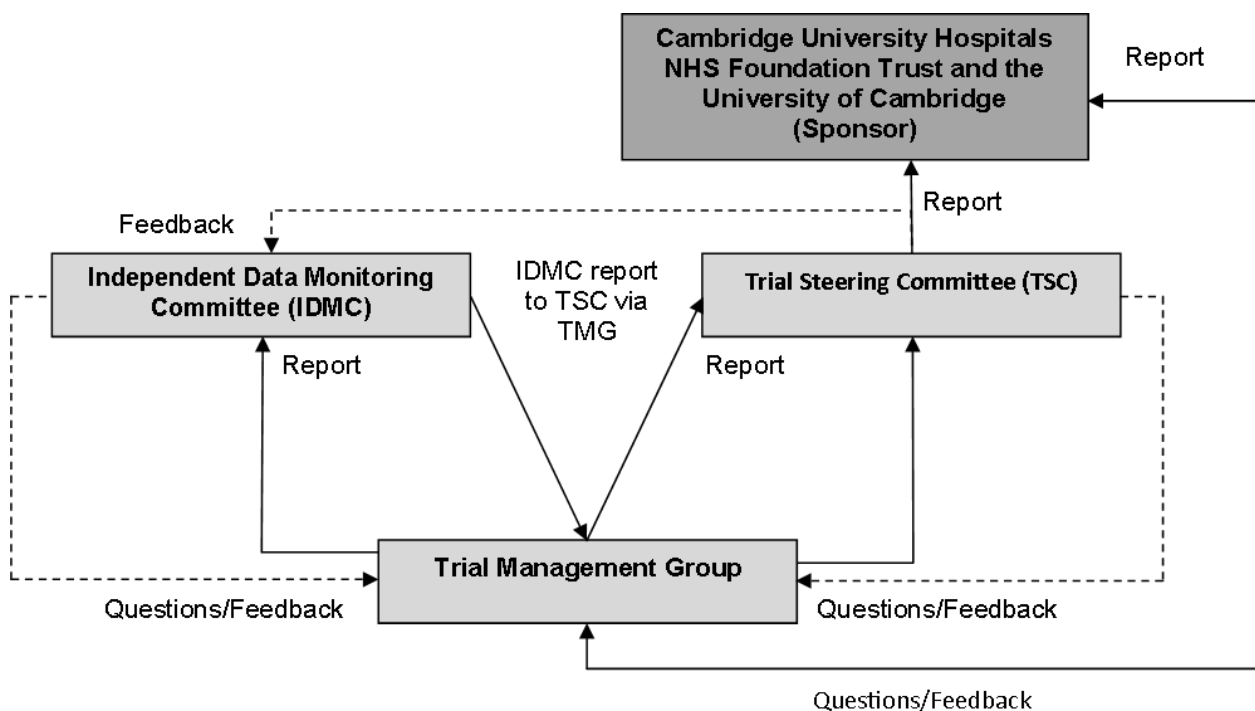 Cambridge University Hospitals
NHS Foundation Trust and the
University of Cambridge
(Sponsor)
Report
Report
Feedback
Independent Data Monitoring
Committee (IDMC)
IDMC report
to TSC via
TMG
Trial Steering Committee (TSC)
Report
Report
Trial Management Group
Questions/Feedback
Questions/Feedback
Questions/Feedback